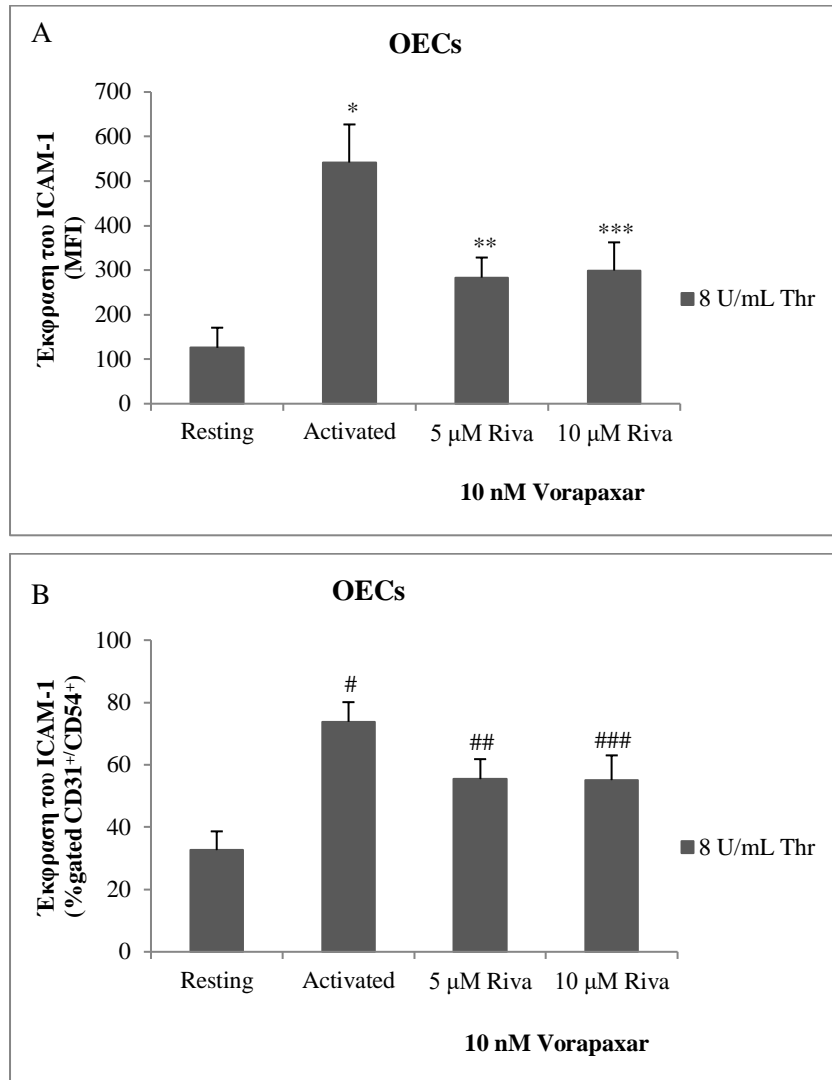 A
OECs
Έκφραση του ICAM-1
(MFI)
700
600
500
400
300
200
100
0
*
**
***
Resting
Activated
5 μM Riva
10 μM Riva
8 U/mL Thr
10 nM Vorapaxar
B
OECs
Έκφραση του ICAM-1
(%gated CD31⁺/CD54⁺)
100
80
60
40
20
0
#
##
###
Resting
Activated
5 μM Riva
10 μM Riva
8 U/mL Thr
10 nM Vorapaxar